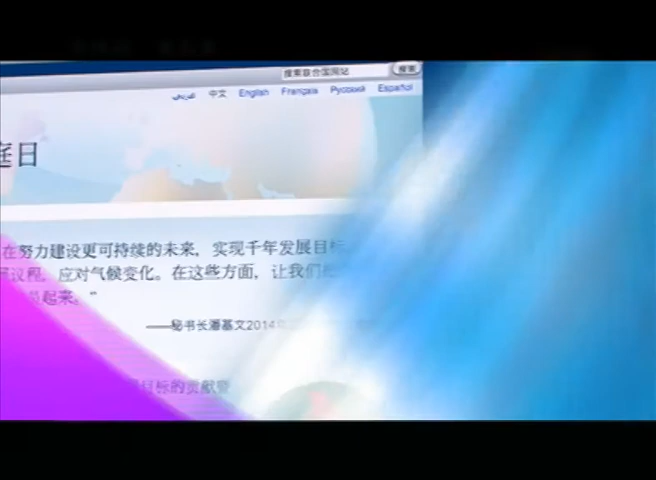 搜索联合国网站 搜索
عربي 中文 English Français Русский Español
庭日
在努力建设更可持续的未来，实现千年发展目标
议程，应对气候变化。在这些方面，让我们
起来。”
——秘书长潘基文2014年
目标的贡献